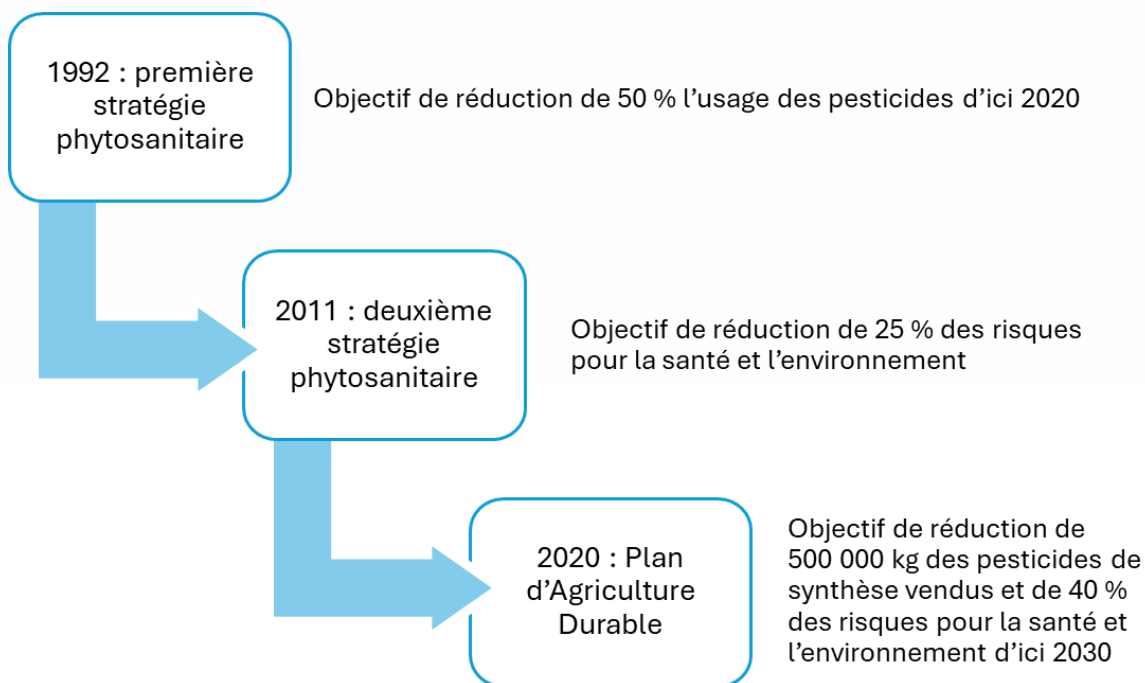 1992 : première
stratégie
phytosanitaire
Objectif de réduction de 50 % l’usage des pesticides d’ici 2020
2011 : deuxième
stratégie
phytosanitaire
Objectif de réduction de 25 % des risques
pour la santé et l’environnement
2020 : Plan
d’Agriculture
Durable
Objectif de réduction de
500 000 kg des pesticides de
synthèse vendus et de 40 %
des risques pour la santé et
l’environnement d’ici 2030